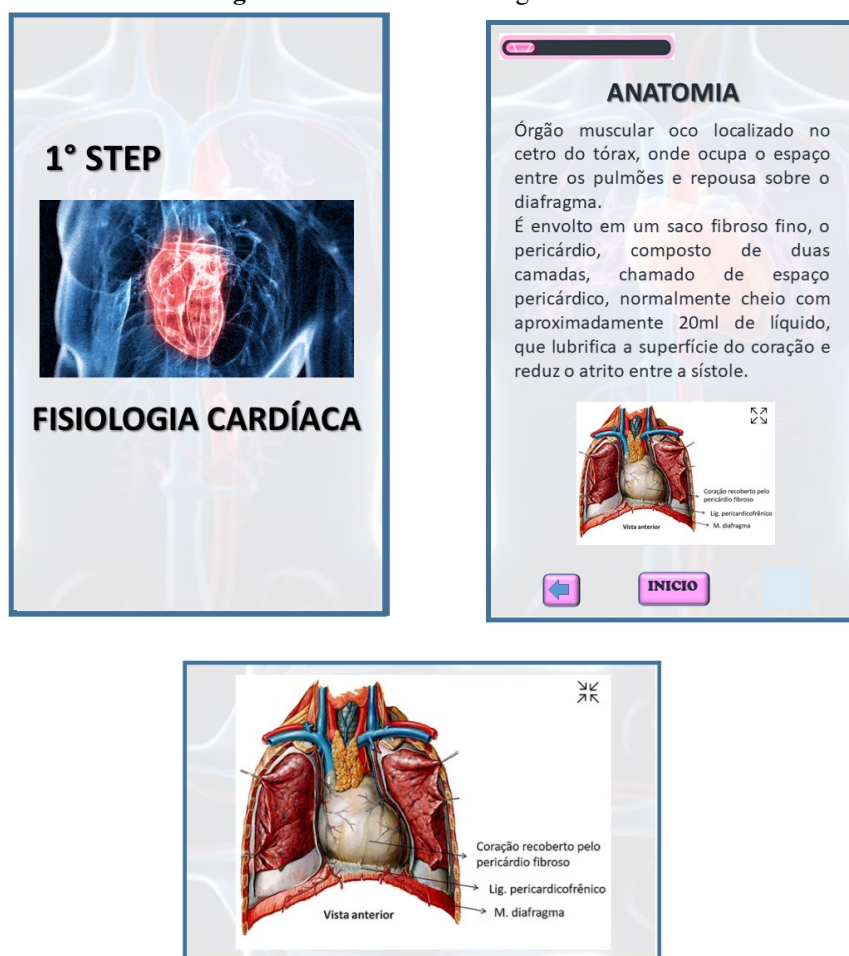 1° STEP
FISIOLOGIA CARDÍACA
ANATOMIA
Órgão muscular oco localizado no
cetro do tórax, onde ocupa o espaço
entre os pulmões e repousa sobre o
diafragma.
É envolto em um saco fibroso fino, o
pericárdio, composto de duas
camadas, chamado de espaço
pericárdico, normalmente cheio com
aproximadamente 20ml de líquido,
que lubrifica a superfície do coração e
reduz o atrito entre a sístole.
Coração recoberto pelo
pericárdio fibroso
Lig. pericardicofrênico
Vista anterior
M. diafragma
INICIO
Coração recoberto pelo
pericárdio fibroso
Lig. pericardicofrênico
Vista anterior
M. diafragma